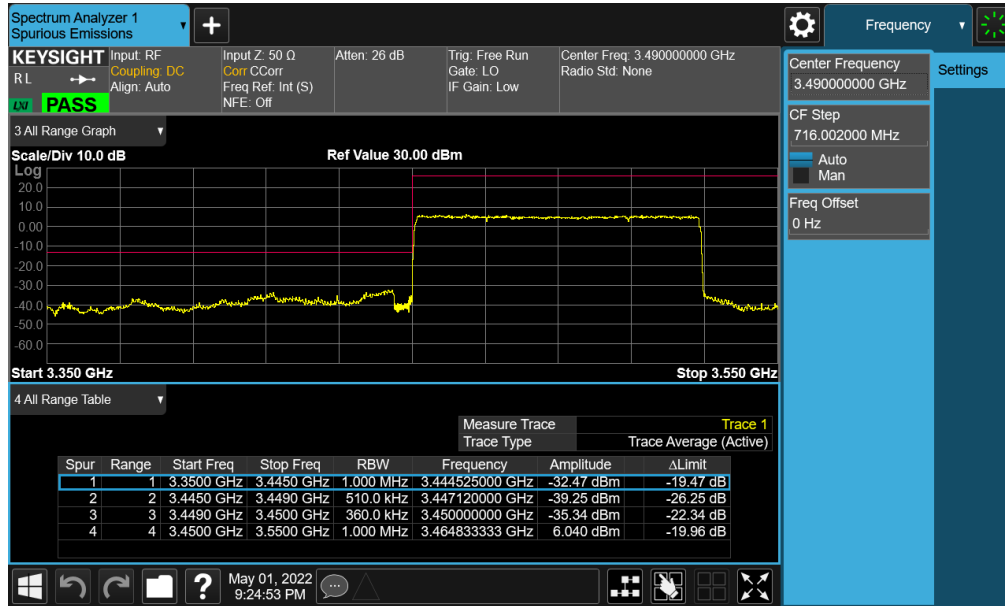 Spectrum Analyzer 1
Spurious Emissions
+
Frequency
KEYSIGHT
R L
LXI
PASS
Input: RF
Coupling: DC
Align: Auto
Input Z: 50 Ω
Corr CCorr
Freq Ref: Int (S)
NFE: Off
Atten: 26 dB
Trig: Free Run
Gate: LO
IF Gain: Low
Center Freq: 3.490000000 GHz
Radio Std: None
Center Frequency
3.490000000 GHz
Settings
CF Step
716.002000 MHz
Auto
Man
Freq Offset
0 Hz
3 All Range Graph
Scale/Div 10.0 dB
Ref Value 30.00 dBm
Log
20.0
10.0
0.00
-10.0
-20.0
-30.0
-40.0
-50.0
-60.0
Start 3.350 GHz
Stop 3.550 GHz
4 All Range Table
Measure Trace Trace 1
Trace Type Trace Average (Active)
Spur Range Start Freq Stop Freq RBW Frequency Amplitude ΔLimit
1 1 3.3500 GHz 3.4450 GHz 1.000 MHz 3.444525000 GHz -32.47 dBm -19.47 dB
2 2 3.4450 GHz 3.4490 GHz 510.0 kHz 3.447120000 GHz -39.25 dBm -26.25 dB
3 3 3.4490 GHz 3.4500 GHz 360.0 kHz 3.450000000 GHz -35.34 dBm -22.34 dB
4 4 3.4500 GHz 3.5500 GHz 1.000 MHz 3.464833333 GHz 6.040 dBm -19.96 dB
?
May 01, 2022
9:24:53 PM